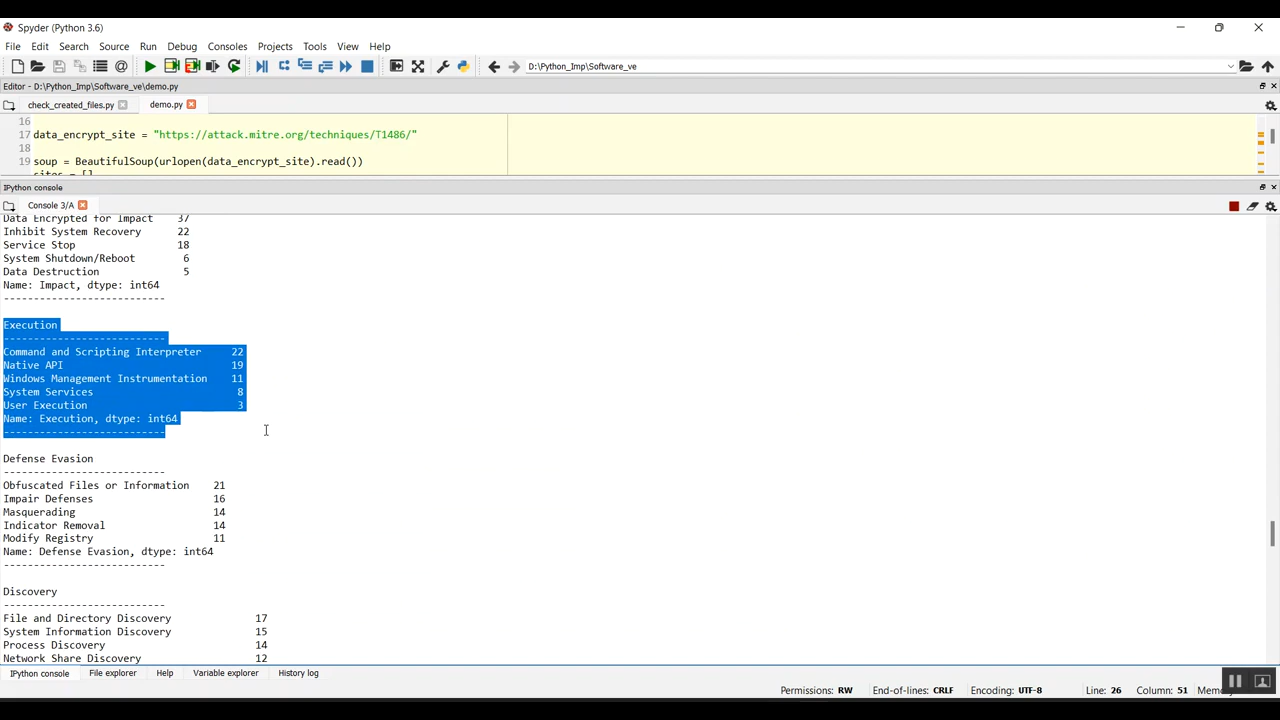 Spyder (Python 3.6)
File Edit Search Source Run Debug Consoles Projects Tools View Help
D:\Python_Imp\Software_ve
Editor - D:\Python_Imp\Software_ve\demo.py
check_created_files.py demo.py
16
17 data_encrypt_site = "https://attack.mitre.org/techniques/T1486/"
18
19 soup = BeautifulSoup(urlopen(data_encrypt_site).read())
sites = []
IPython console
Console 3/A
Data Encrypted for Impact 37
Inhibit System Recovery 22
Service Stop 18
System Shutdown/Reboot 6
Data Destruction 5
Name: Impact, dtype: int64
---------------------------
Execution
---------------------------
Command and Scripting Interpreter 22
Native API 19
Windows Management Instrumentation 11
System Services 8
User Execution 3
Name: Execution, dtype: int64
---------------------------
Defense Evasion
---------------------------
Obfuscated Files or Information 21
Impair Defenses 16
Masquerading 14
Indicator Removal 14
Modify Registry 11
Name: Defense Evasion, dtype: int64
---------------------------
Discovery
---------------------------
File and Directory Discovery 17
System Information Discovery 15
Process Discovery 14
Network Share Discovery 12
IPython console File explorer Help Variable explorer History log
Permissions: RW End-of-lines: CRLF Encoding: UTF-8 Line: 26 Column: 51